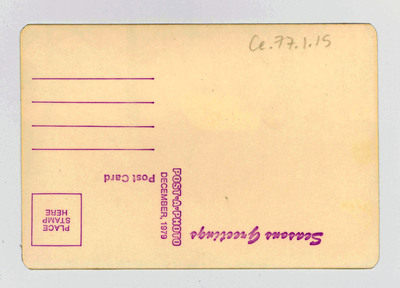 Ce.77.1.15
Seasons Greetings
POST-A-PHOTO
DECEMBER, 1979
Post Card
PLACE
STAMP
HERE